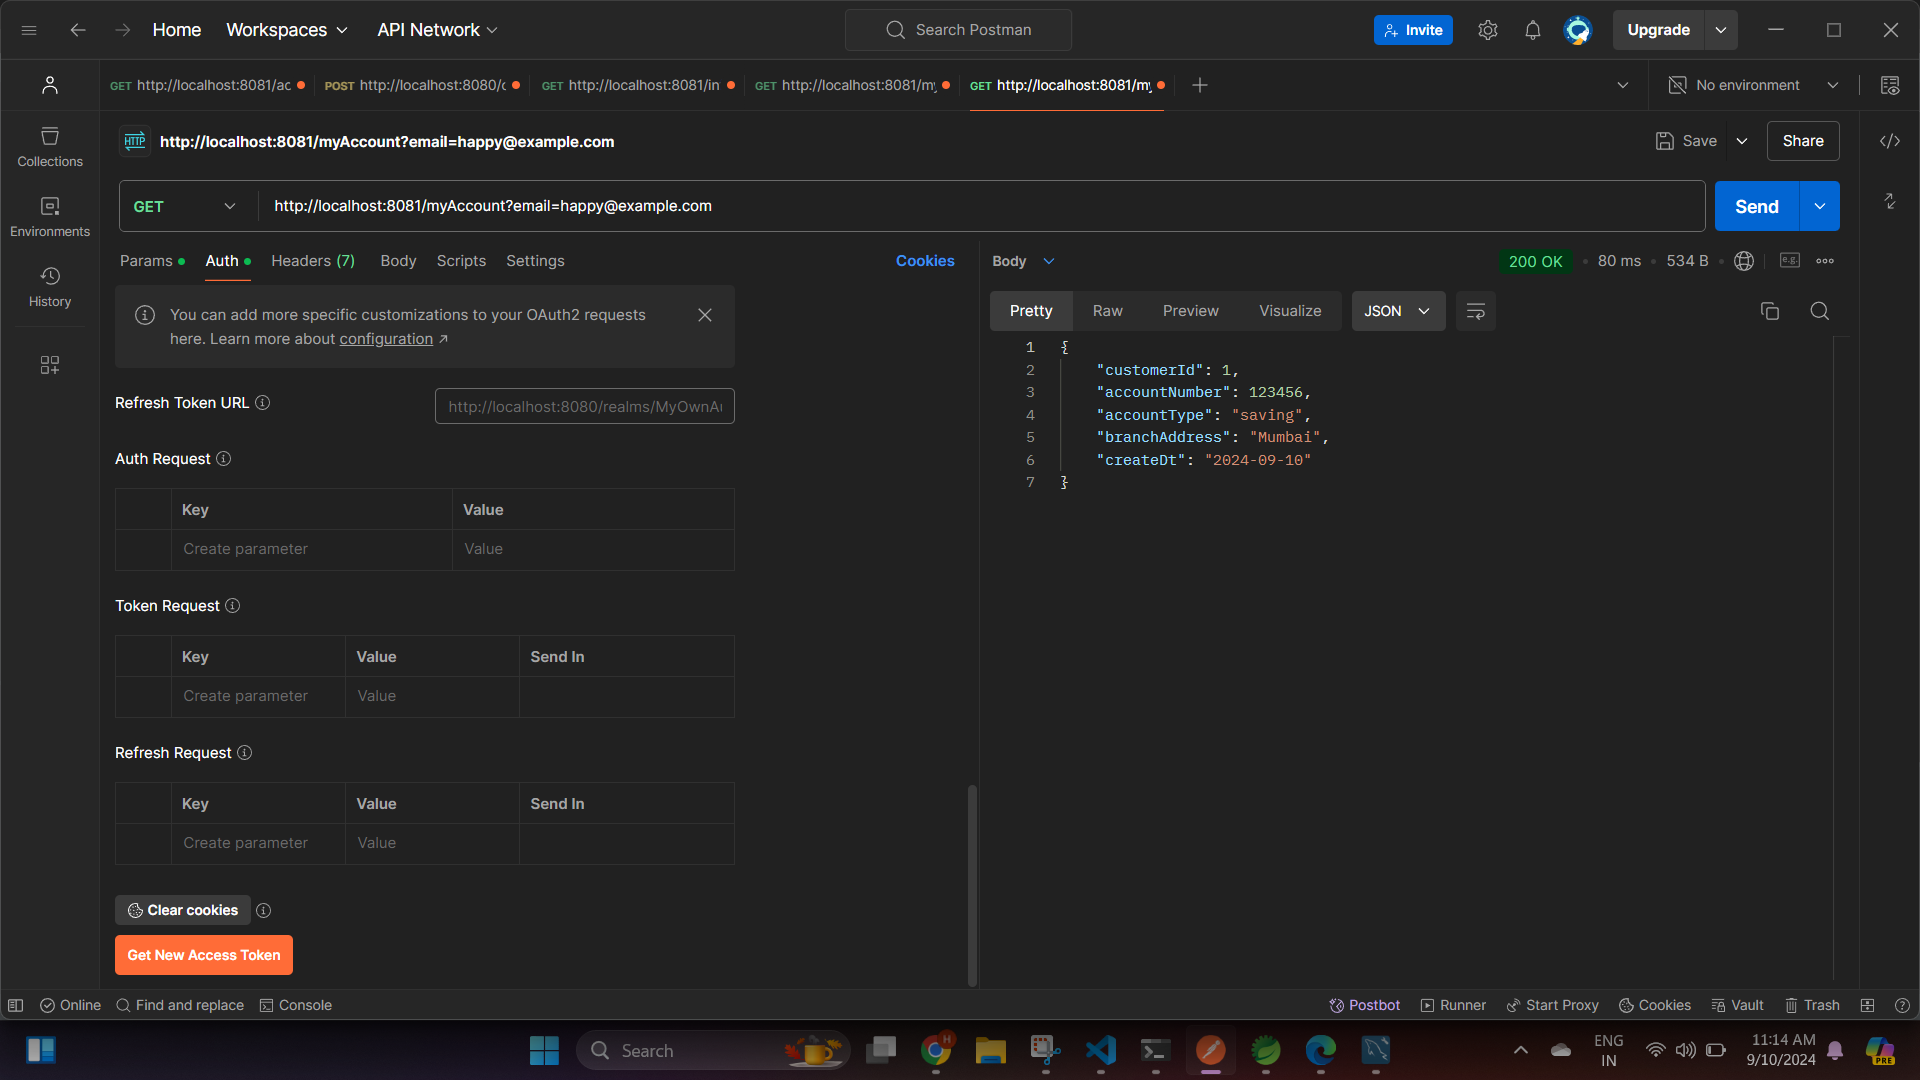 Home
Workspaces
API Network
Search Postman
Invite
Upgrade
GET http://localhost:8081/ac
POST http://localhost:8080/c
GET http://localhost:8081/in
GET http://localhost:8081/my
GET http://localhost:8081/my
No environment
HTTP http://localhost:8081/myAccount?email=happy@example.com
Save
Share
Collections
Environments
History
GET http://localhost:8081/myAccount?email=happy@example.com
Send
Params
Auth
Headers (7)
Body
Scripts
Settings
Cookies
You can add more specific customizations to your OAuth2 requests
here. Learn more about configuration ↗
Refresh Token URL
http://localhost:8080/realms/MyOwnAu
Auth Request
Key Value
Create parameter Value
Token Request
Key Value Send In
Create parameter Value
Refresh Request
Key Value Send In
Create parameter Value
Clear cookies
Get New Access Token
Body
200 OK
80 ms
534 B
e.g.
Pretty
Raw
Preview
Visualize
JSON
1 {
2 "customerId": 1,
3 "accountNumber": 123456,
4 "accountType": "saving",
5 "branchAddress": "Mumbai",
6 "createDt": "2024-09-10"
7 }
Online
Find and replace
Console
Postbot
Runner
Start Proxy
Cookies
Vault
Trash
Search
H
ENG
IN
11:14 AM
9/10/2024
PRE